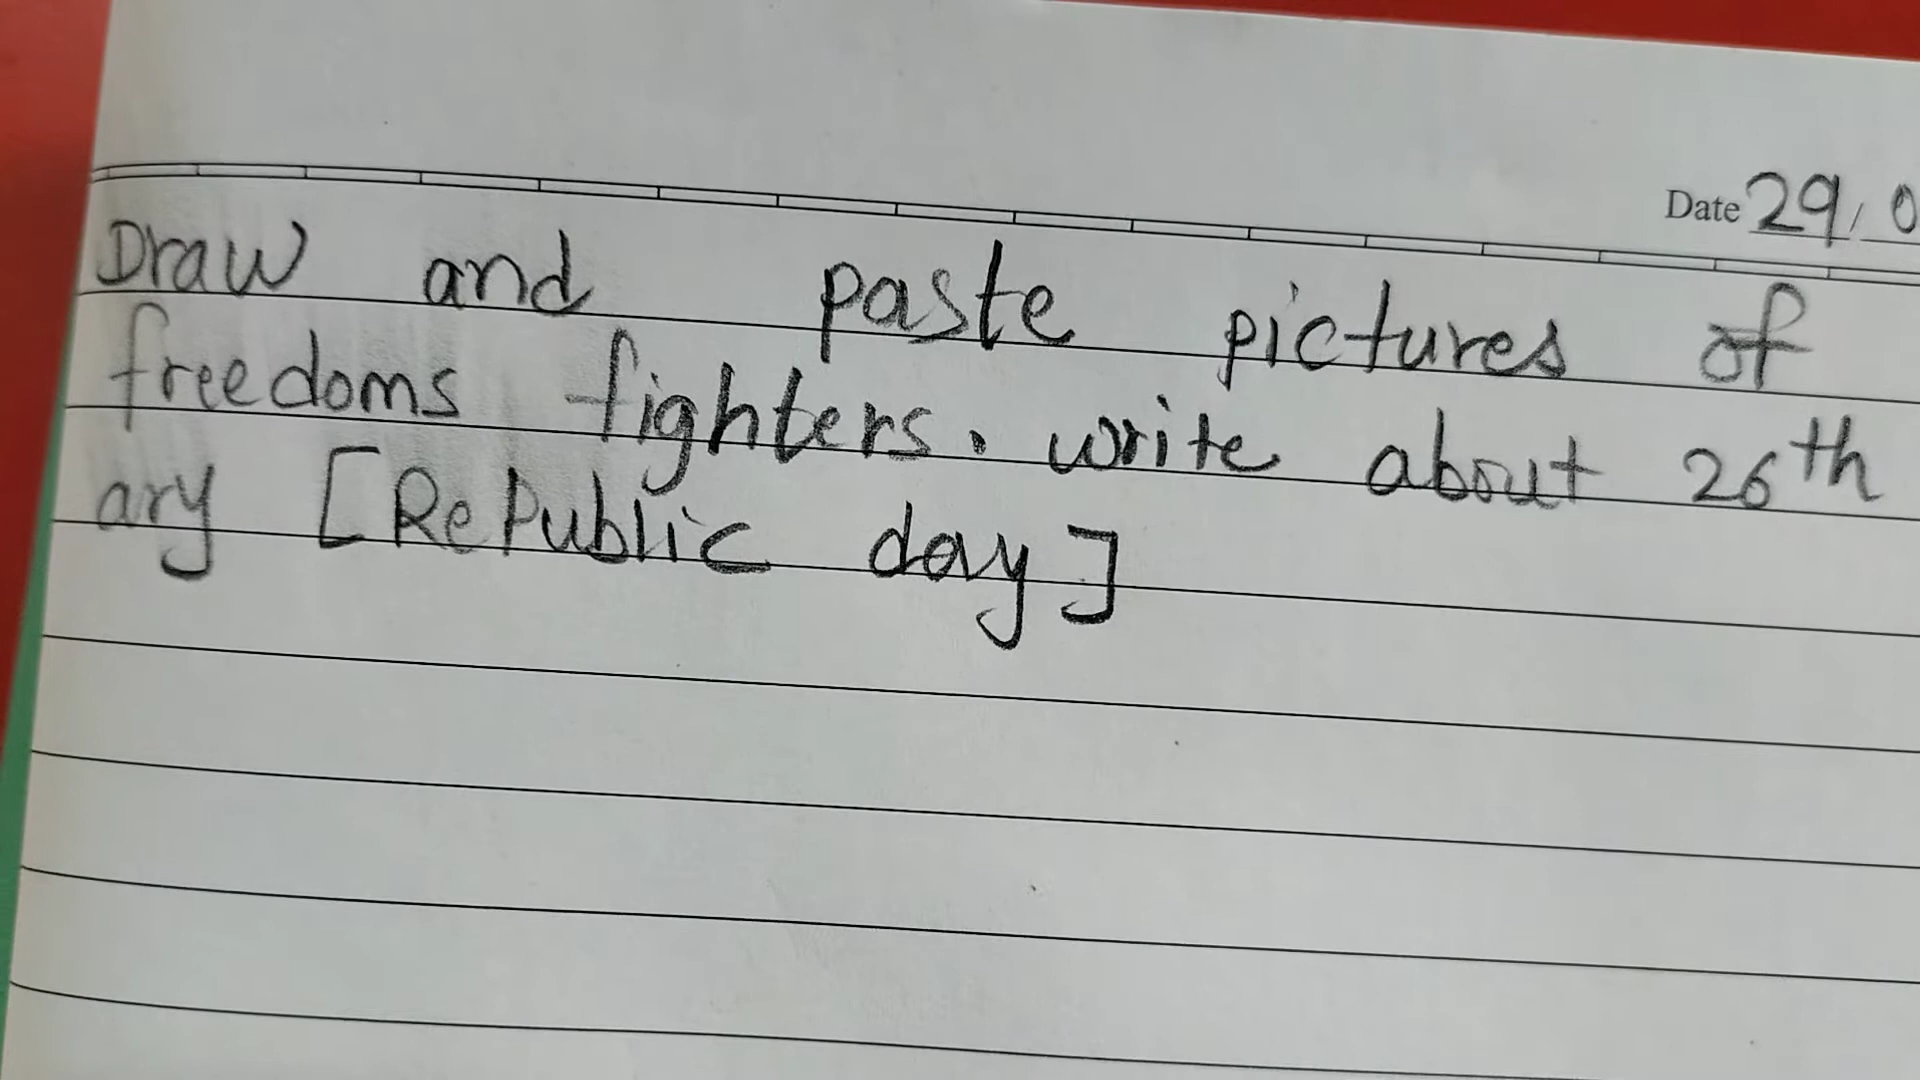 Date 29/0
Draw and paste pictures of
freedoms fighters. write about 26th
ary [Republic day]